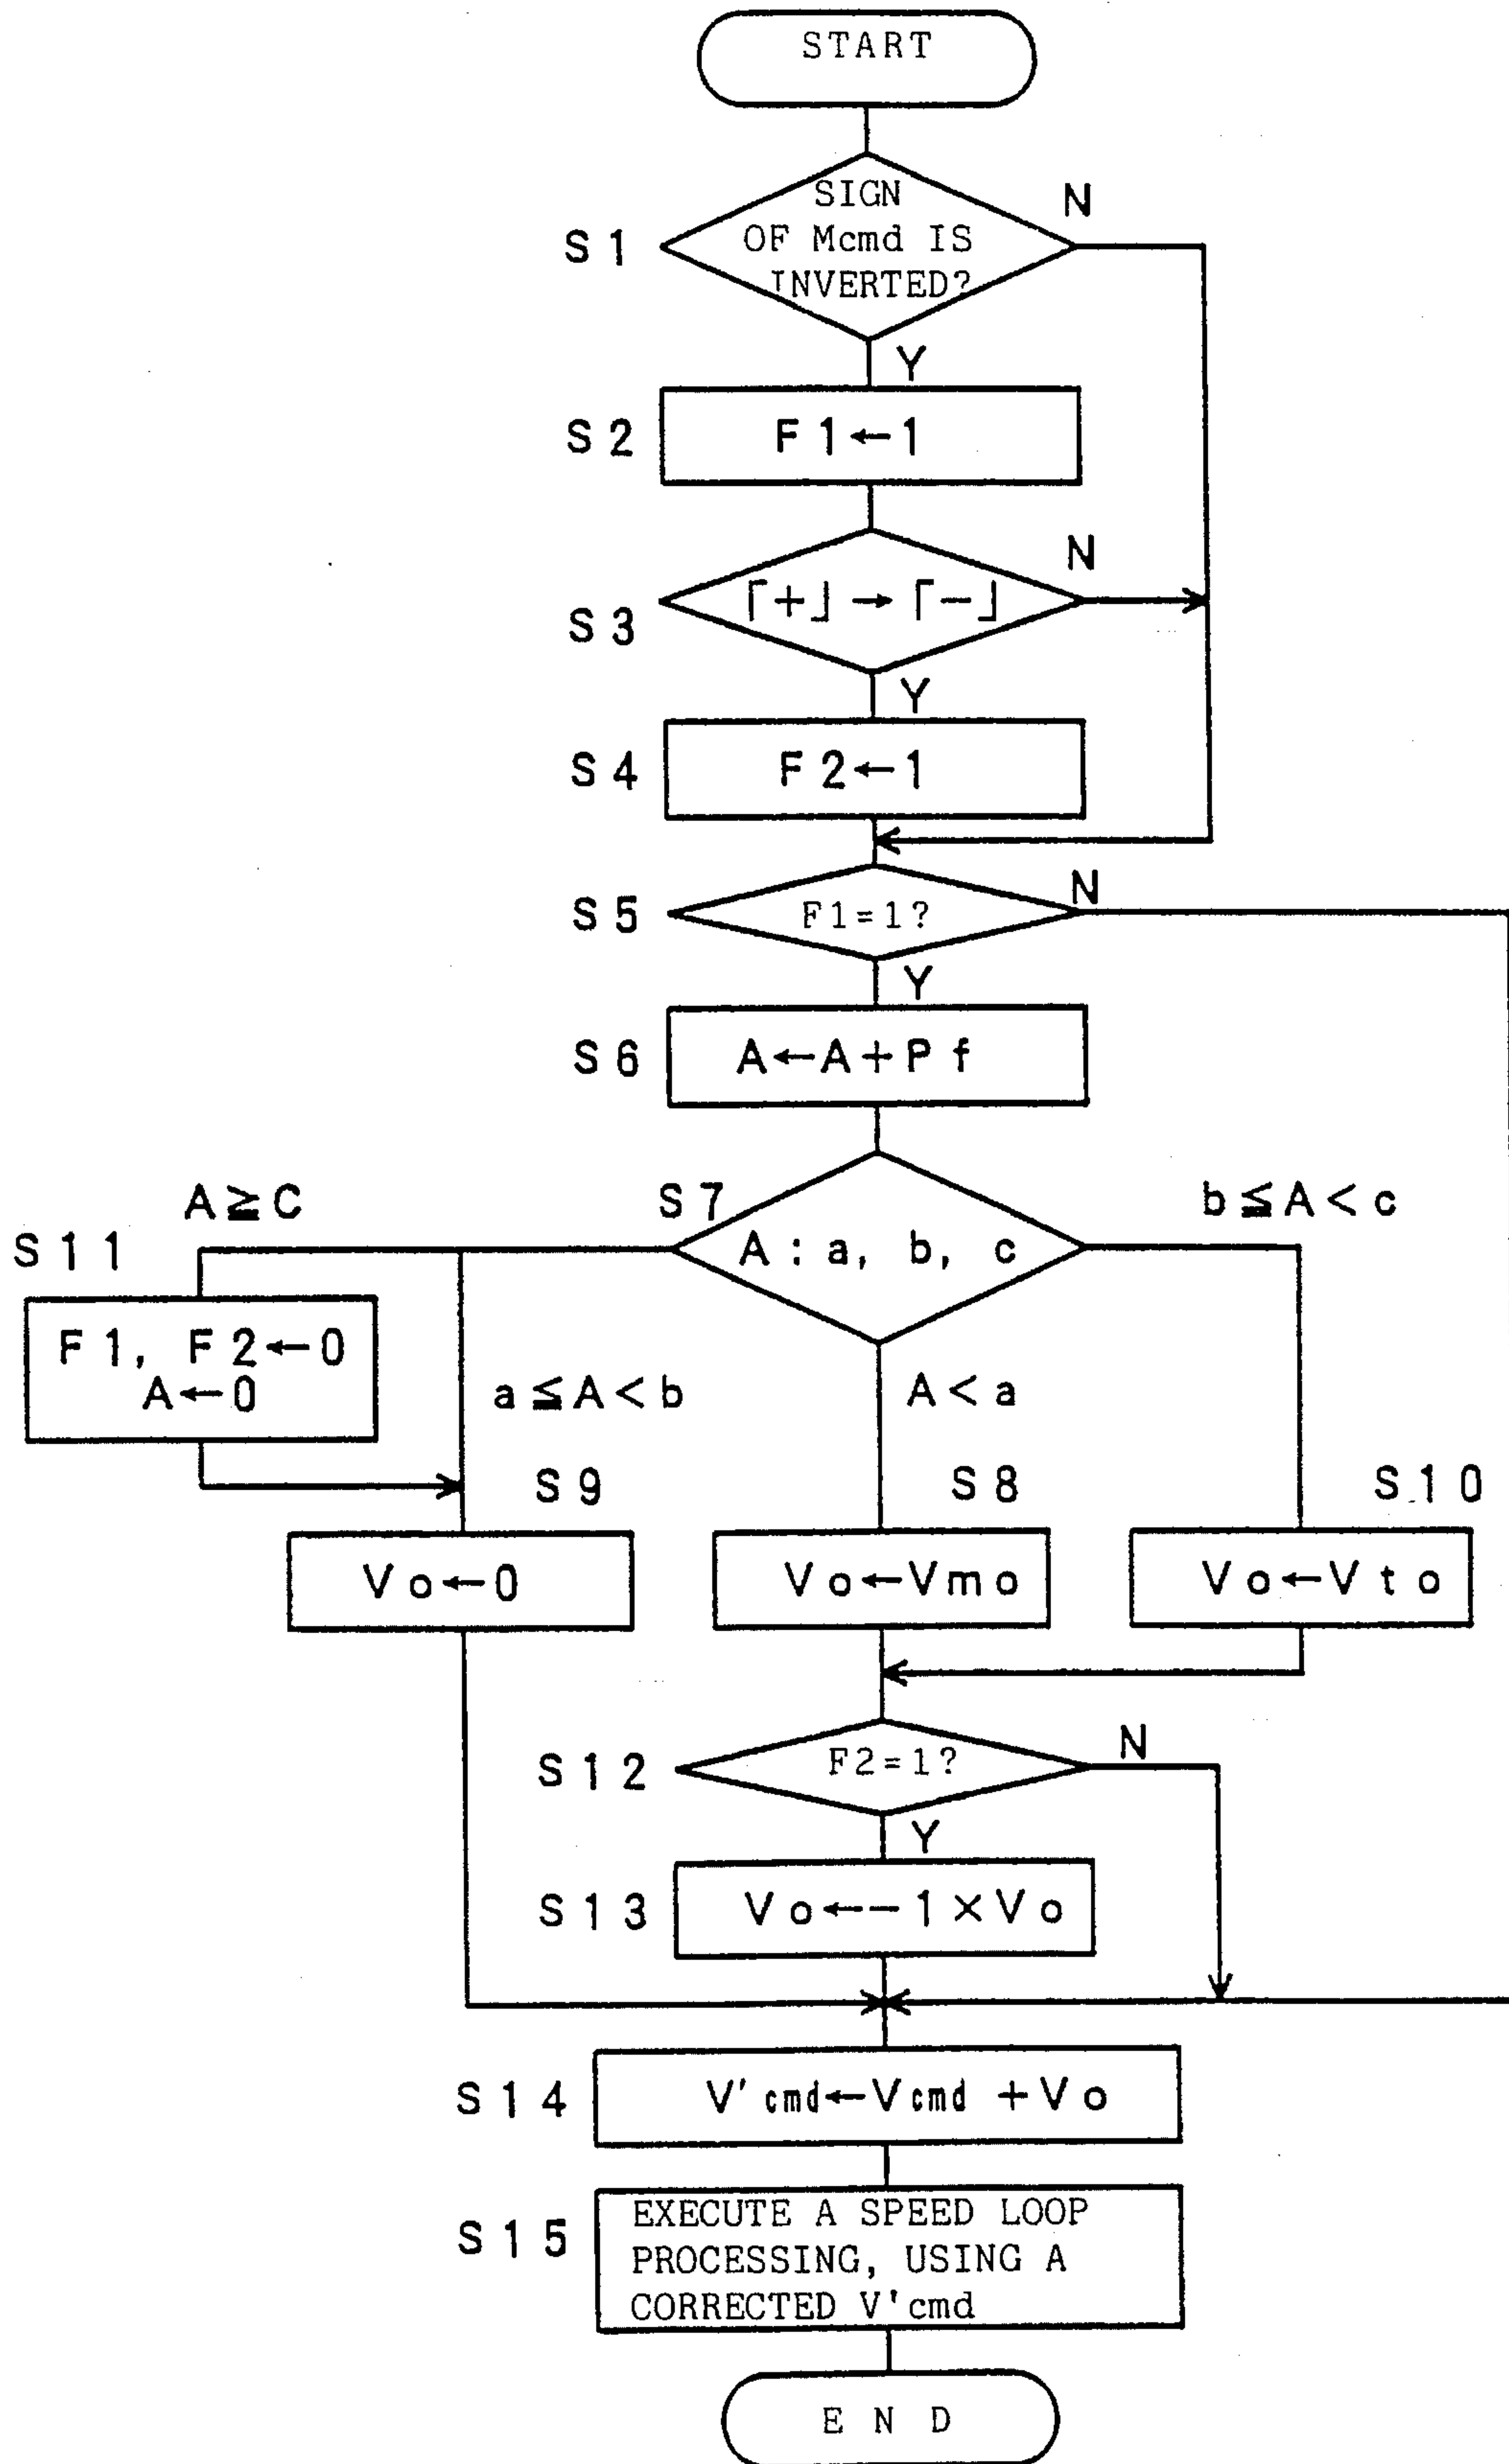 START
SIGN
OF Mcmd IS
INVERTED?
N
S1
Y
S2
F1←1
N
S3
「+」→「-」
Y
S4
F2←1
N
S5
F1=1?
Y
S6
A←A+Pf
A≧C
S7
b≦A<c
S11
A : a, b, c
F1, F2←0
A←0
a≦A<b
A<a
S9
S8
S10
Vo←0
Vo←Vmo
Vo←Vto
S12
F2=1?
N
Y
S13
Vo←-1×Vo
S14
V'cmd←Vcmd +Vo
S15
EXECUTE A SPEED LOOP
PROCESSING, USING A
CORRECTED V'cmd
END